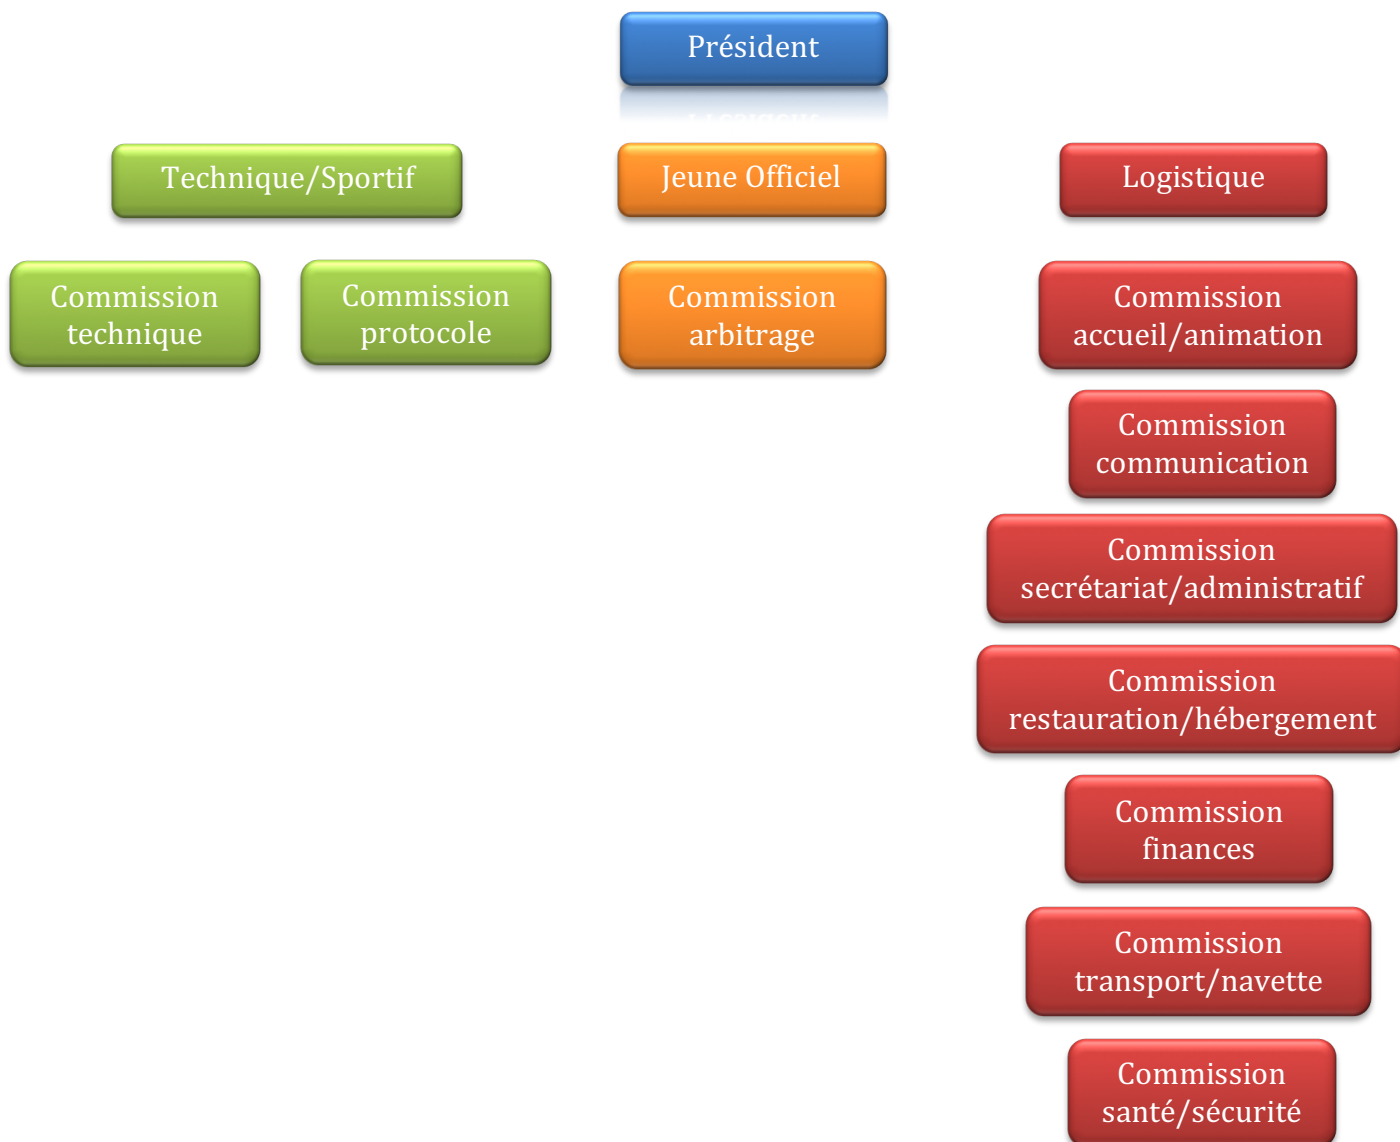 Président
Technique/Sportif
Jeune Officiel
Logistique
Commission
technique
Commission
protocole
Commission
arbitrage
Commission
accueil/animation
Commission
communication
Commission
secrétariat/administratif
Commission
restauration/hébergement
Commission
finances
Commission
transport/navette
Commission
santé/sécurité